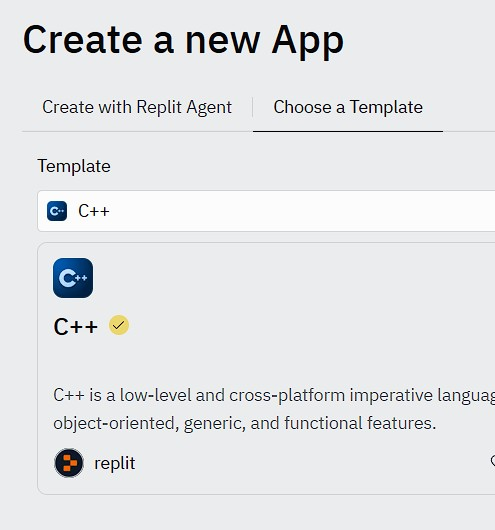 Create a new App
Create with Replit Agent
Choose a Template
Template
C++ C++
C++
C++
C++ is a low-level and cross-platform imperative
object-oriented, generic, and functional features.
replit